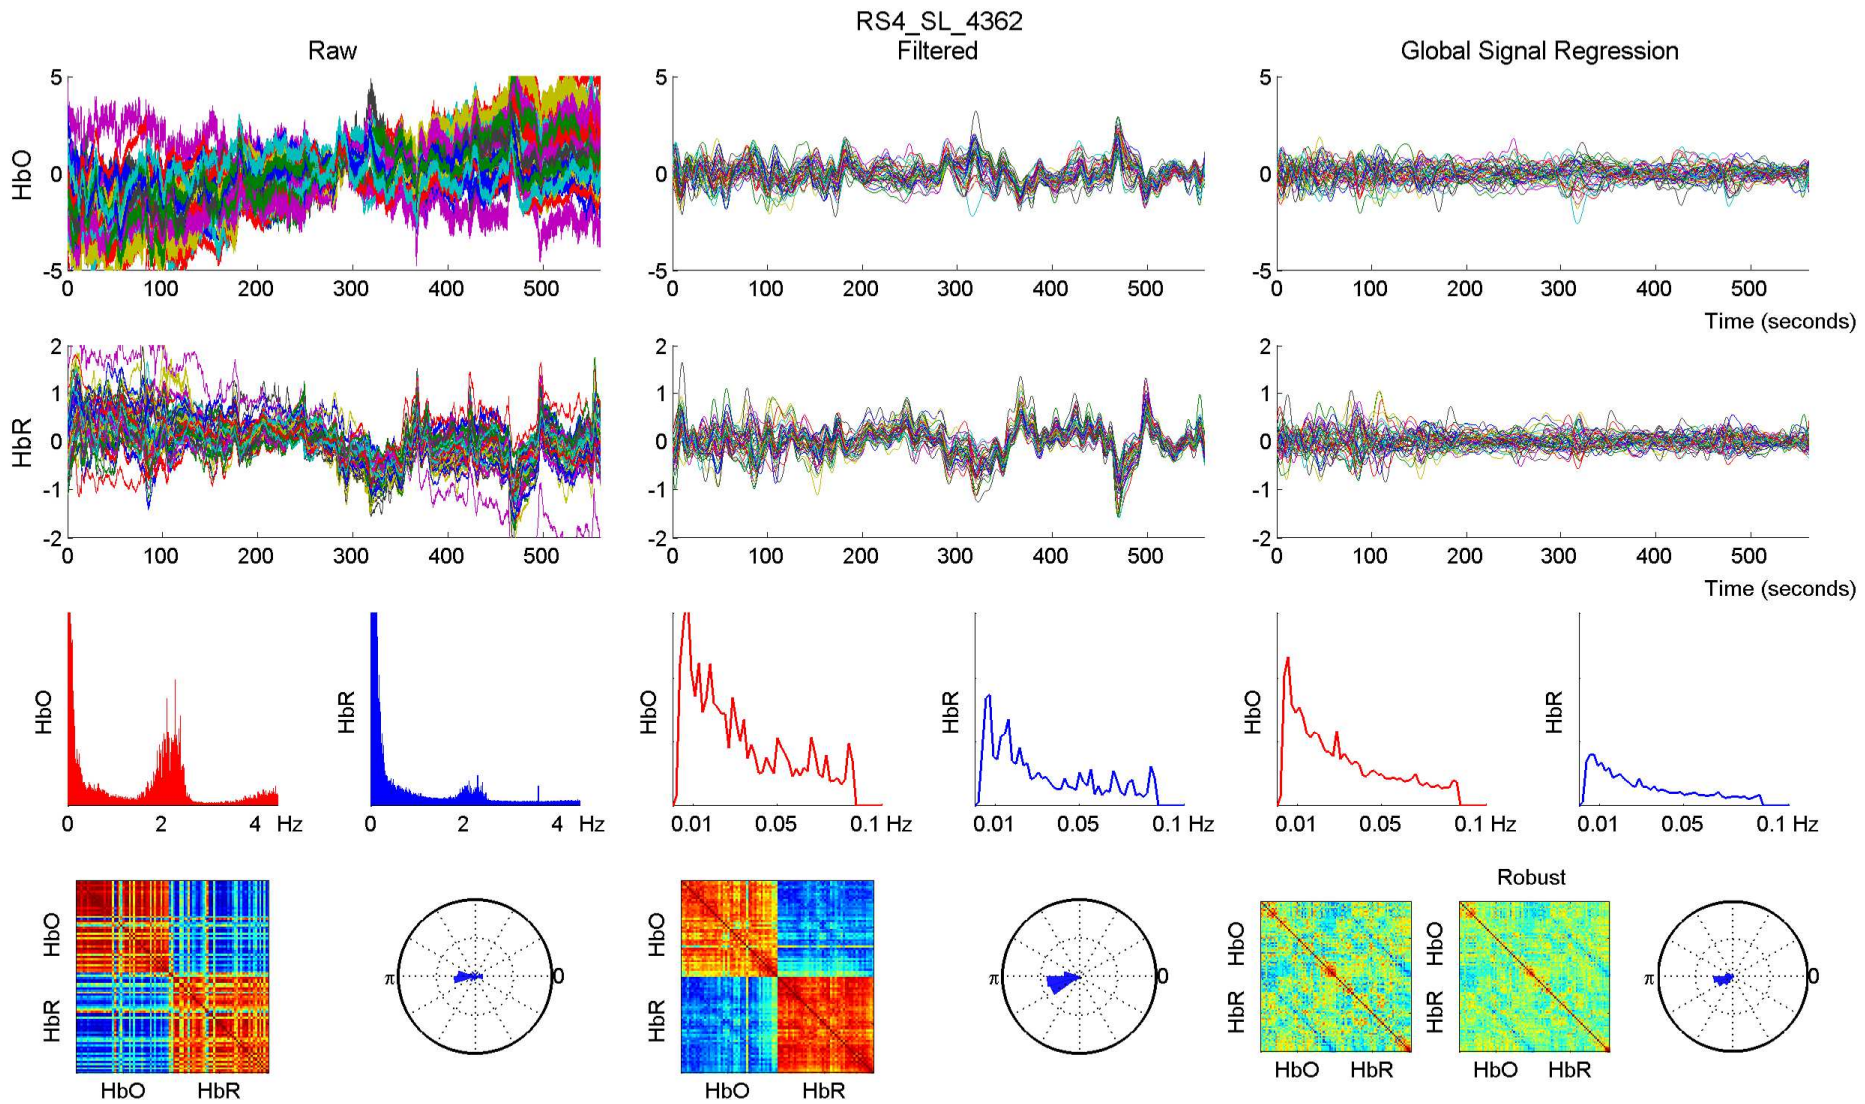 RS4_SL_4362
Raw
Filtered
Global Signal Regression
HbO
5
0
-5
0 100 200 300 400 500
5
0
-5
0 100 200 300 400 500
5
0
-5
0 100 200 300 400 500
Time (seconds)
HbR
2
1
0
-1
-2
0 100 200 300 400 500
2
1
0
-1
-2
0 100 200 300 400 500
2
1
0
-1
-2
0 100 200 300 400 500
Time (seconds)
HbO
0 2 4 Hz
HbR
0 2 4 Hz
HbO
0.01 0.05 0.1 Hz
HbR
0.01 0.05 0.1 Hz
HbO
0.01 0.05 0.1 Hz
HbR
0.01 0.05 0.1 Hz
HbO
HbR
HbO HbR
π 0
HbO
HbR
HbO HbR
π 0
HbO
HbR
HbO HbR
Robust
HbO
HbR
HbO HbR
π 0